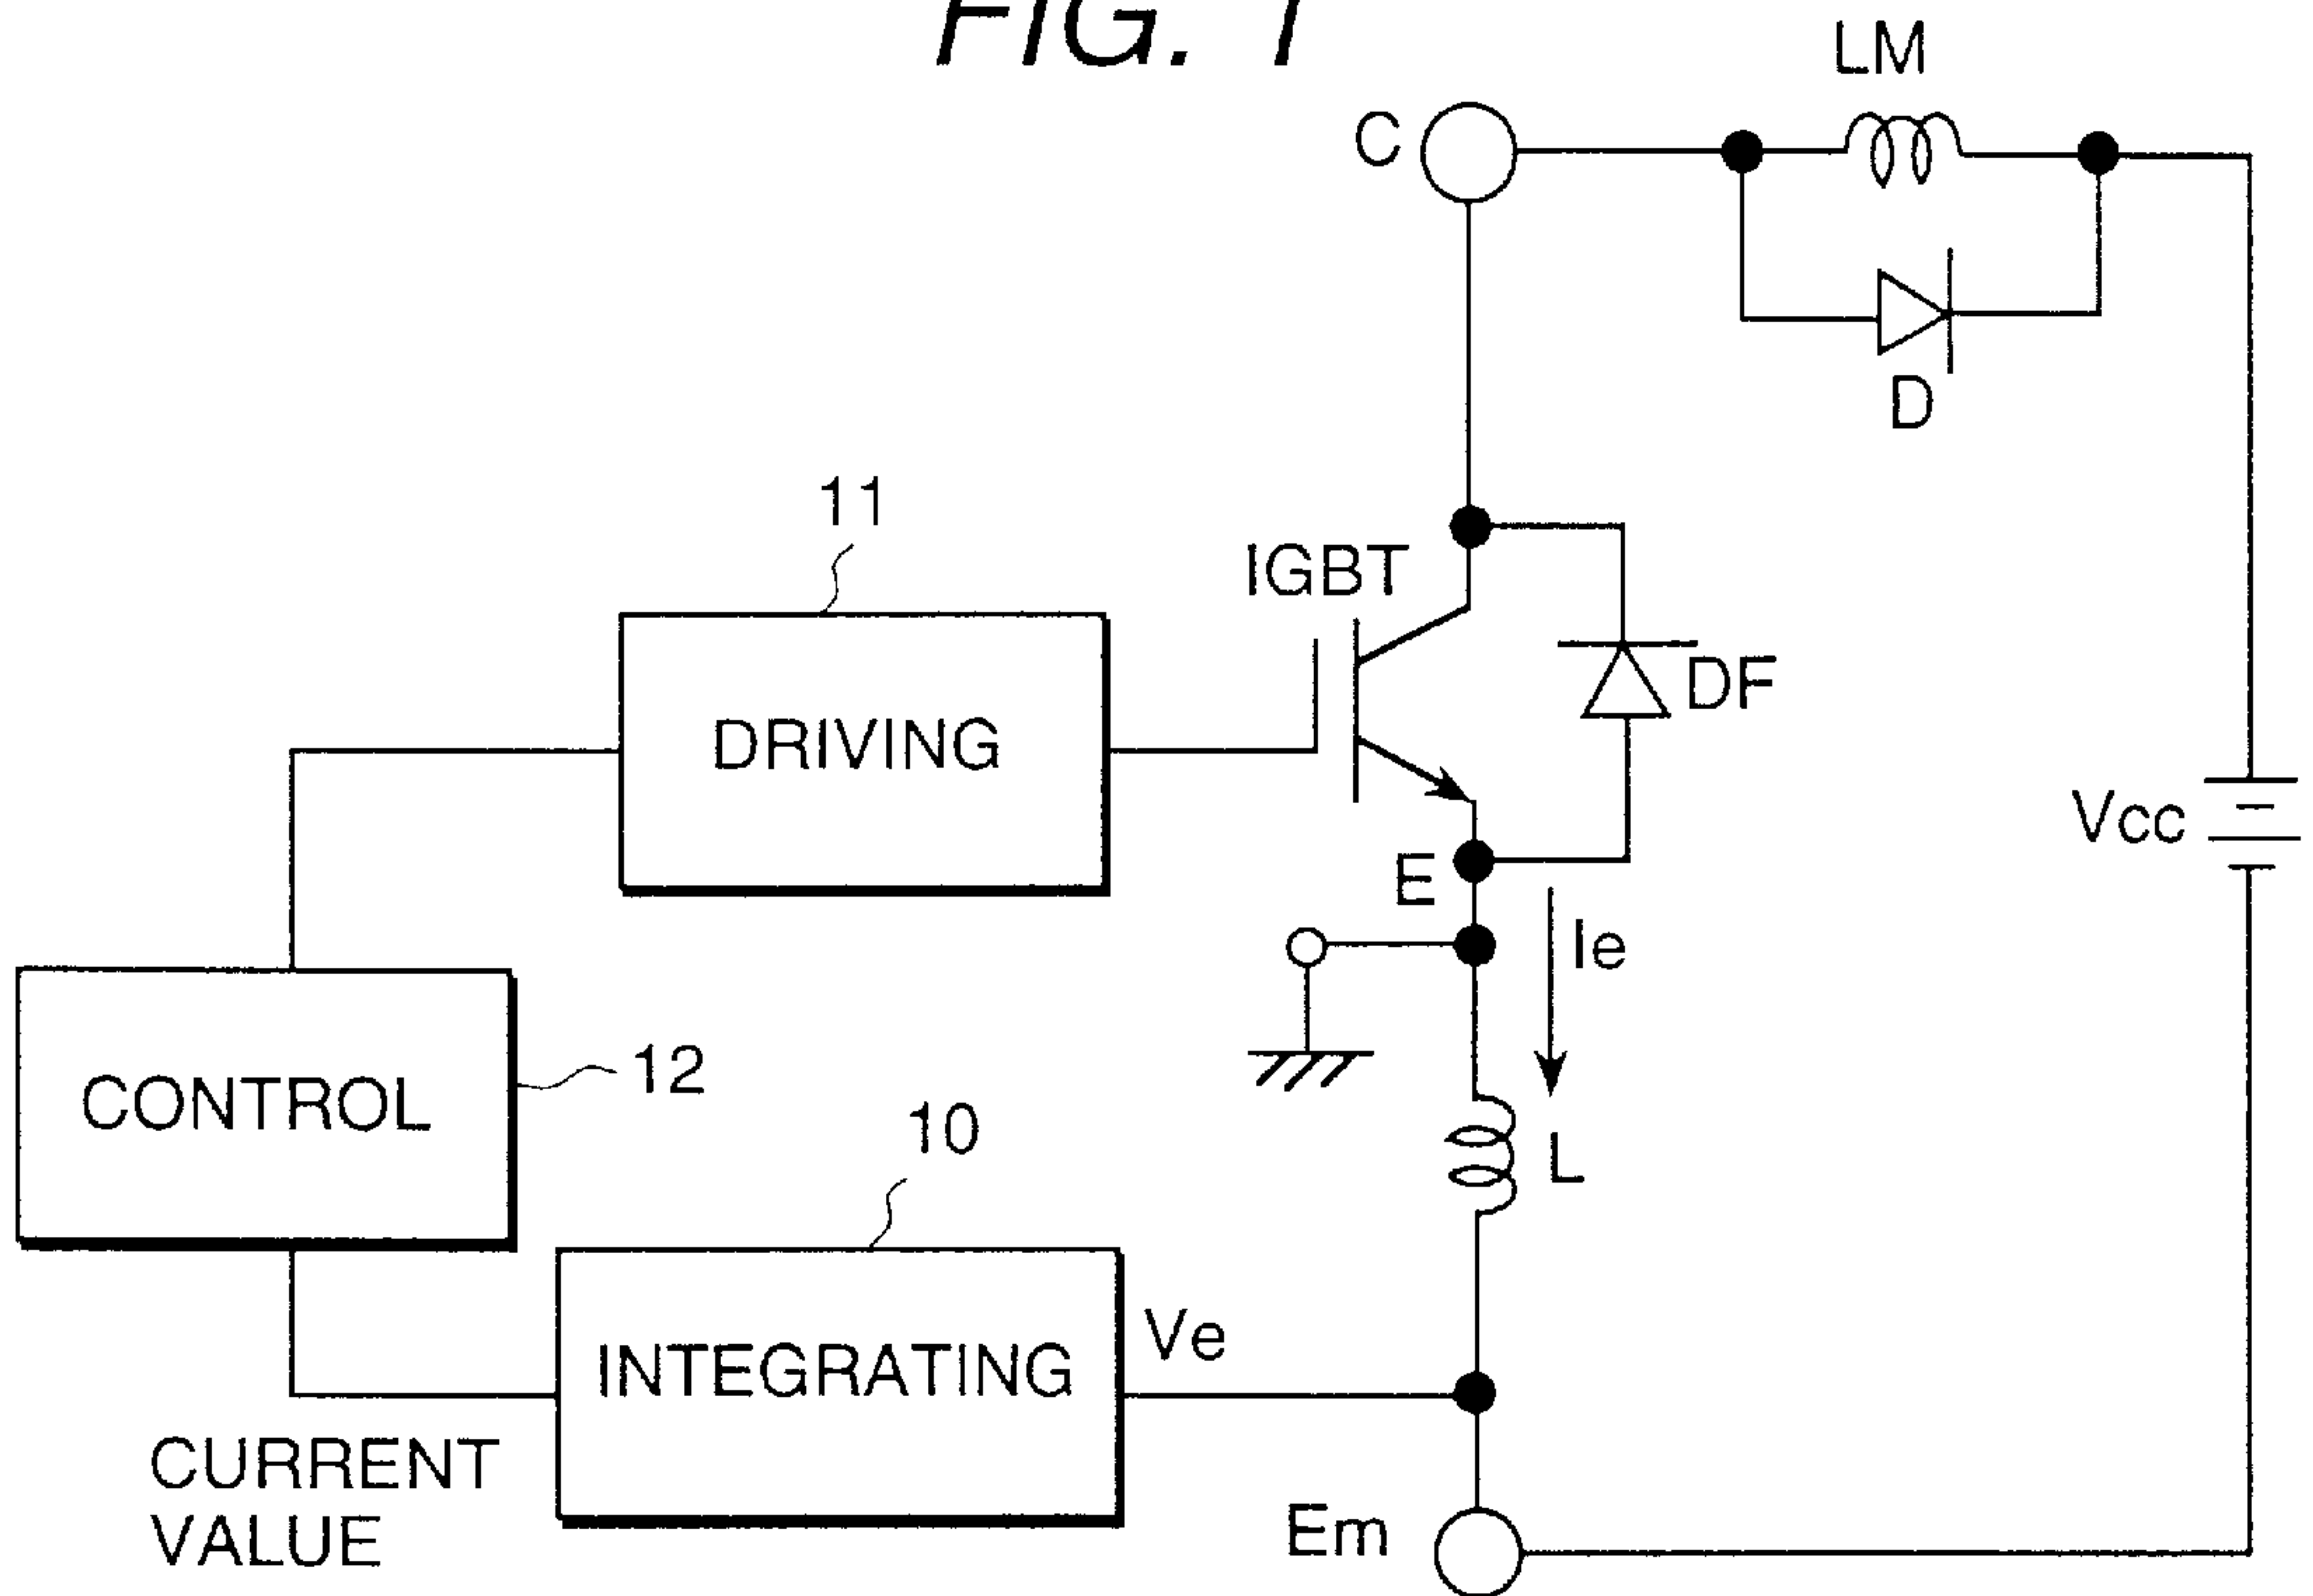 FIG. 1
LM
C
D
11
IGBT
DF
DRIVING
Vcc
E
Ie
CONTROL
12
10
L
Ve
INTEGRATING
CURRENT
VALUE
Em